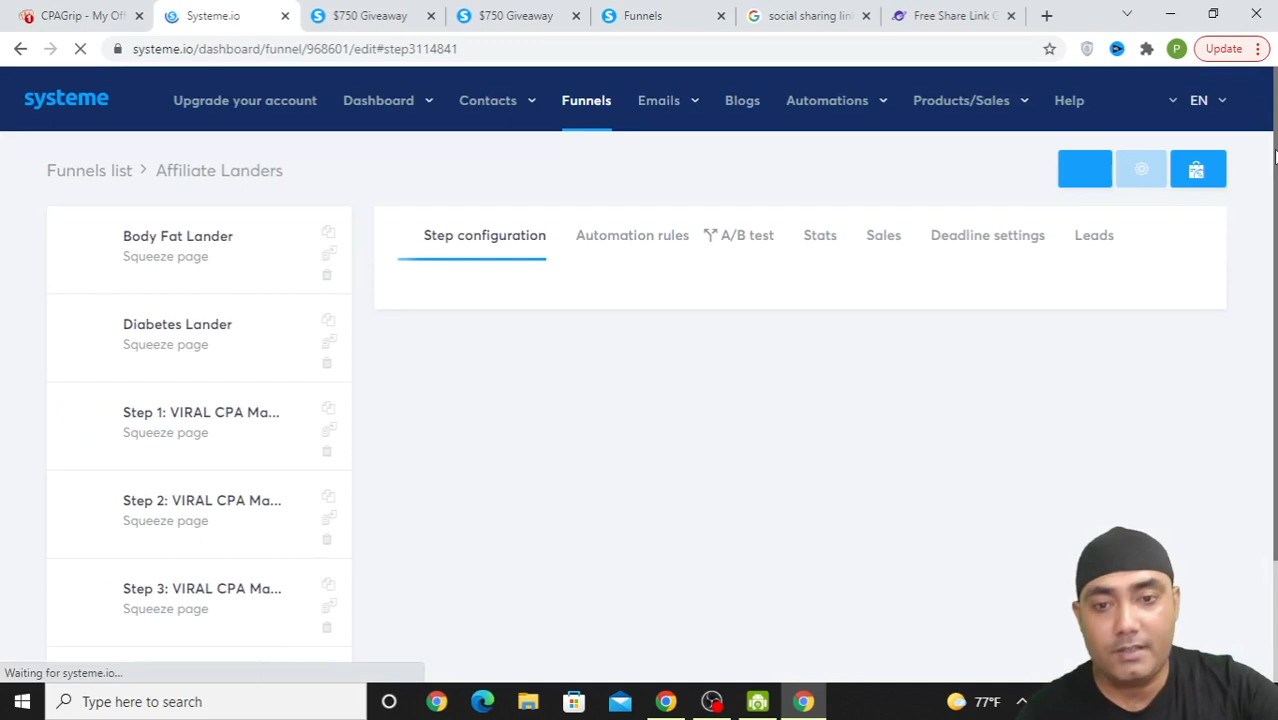 CPAGrip - My Off
Systeme.io
$750 Giveaway
$750 Giveaway
Funnels
social sharing lin
Free Share Link G
systeme.io/dashboard/funnel/968601/edit#step3114841
P
Update
systeme
Upgrade your account
Dashboard
Contacts
Funnels
Emails
Blogs
Automations
Products/Sales
Help
EN
Funnels list
Affiliate Landers
Body Fat Lander
Squeeze page
Diabetes Lander
Squeeze page
Step 1: VIRAL CPA Ma...
Squeeze page
Step 2: VIRAL CPA Ma...
Squeeze page
Step 3: VIRAL CPA Ma...
Squeeze page
Step configuration
Automation rules
A/B test
Stats
Sales
Deadline settings
Leads
Waiting for systeme.io...
Type here to search
77°F